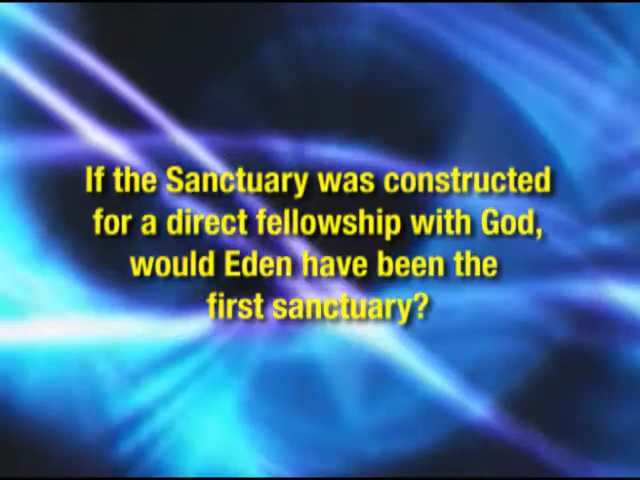 If the Sanctuary was constructed
for a direct fellowship with God,
would Eden have been the
first sanctuary?